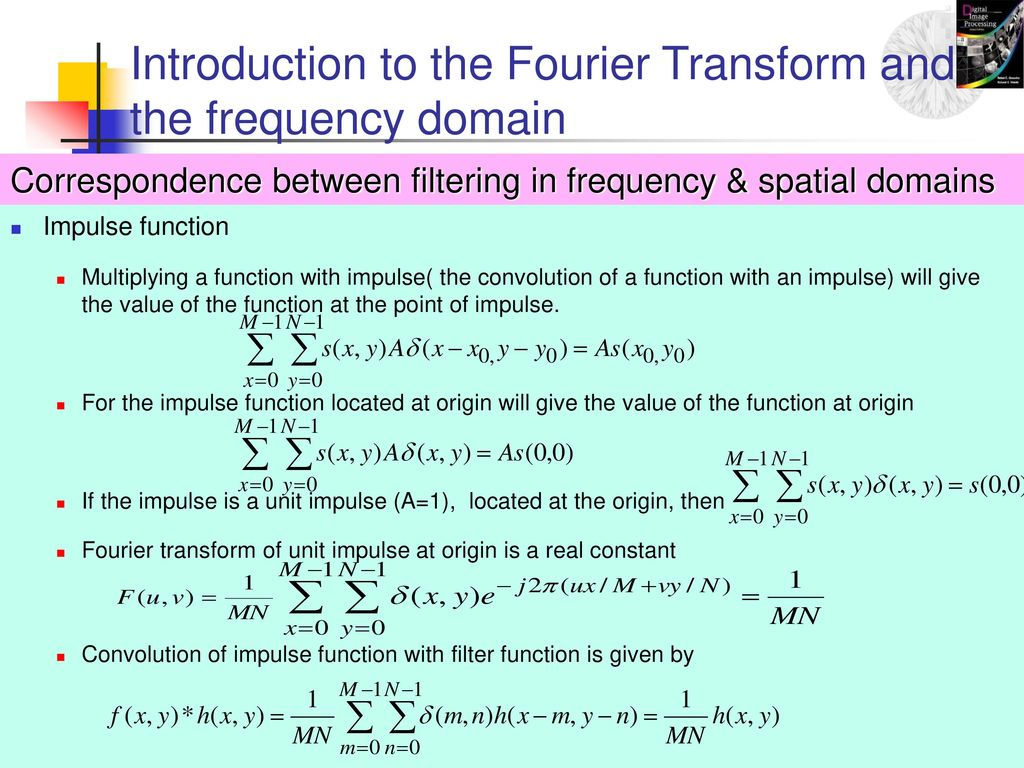 Introduction to the Fourier Transform and
the frequency domain
Digital
Image
Processing
Correspondence between filtering in frequency & spatial domains
Impulse function
Multiplying a function with impulse( the convolution of a function with an impulse) will give
the value of the function at the point of impulse.
M −1 N −1
∑ ∑ s(x, y)Aδ(x − x0, y − y0) = As(x0, y0)
x=0 y=0
For the impulse function located at origin will give the value of the function at origin
M −1 N −1
∑ ∑ s(x, y)Aδ(x, y) = As(0,0)
x=0 y=0
If the impulse is a unit impulse (A=1), located at the origin, then
M −1 N −1
∑ ∑ s(x, y)δ(x, y) = s(0,0)
x=0 y=0
Fourier transform of unit impulse at origin is a real constant
M −1 N −1
F(u, v) = 1/MN ∑ ∑ δ(x, y)e^− j2π(ux / M +vy / N) = 1/MN
x=0 y=0
Convolution of impulse function with filter function is given by
M −1 N −1
f(x, y) * h(x, y) = 1/MN ∑ ∑ δ(m, n)h(x − m, y − n) = 1/MN h(x, y)
m=0 n=0